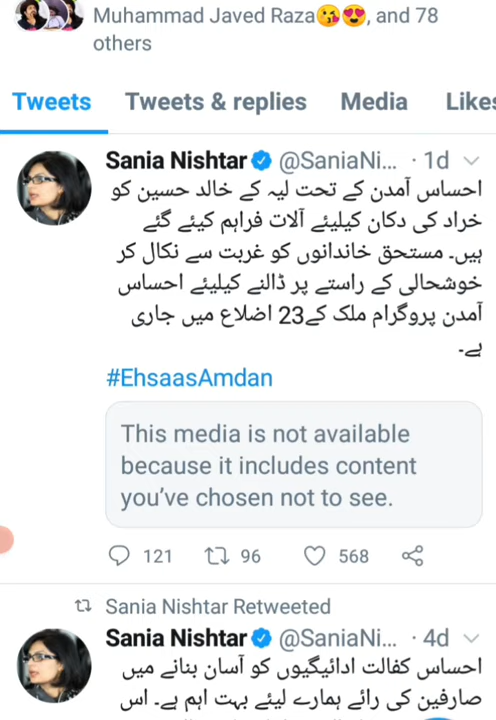 Muhammad Javed Raza😘😍, and 78
others
Tweets Tweets & replies Media Likes
Sania Nishtar @SaniaNi... · 1d
احساس آمدن کے تحت لیہ کے خالد حسین کو
خراد کی دکان کیلیئے آلات فراہم کیئے گئے
ہیں۔ مستحق خاندانوں کو غربت سے نکال کر
خوشحالی کے راستے پر ڈالنے کیلیئے احساس
آمدن پروگرام ملک کے23 اضلاع میں جاری
ہے۔
#EhsaasAmdan
This media is not available
because it includes content
you've chosen not to see.
121 96 568
Sania Nishtar Retweeted
Sania Nishtar @SaniaNi... · 4d
احساس کفالت ادائیگیوں کو آسان بنانے میں
صارفین کی رائے ہمارے لیئے بہت اہم ہے۔ اس